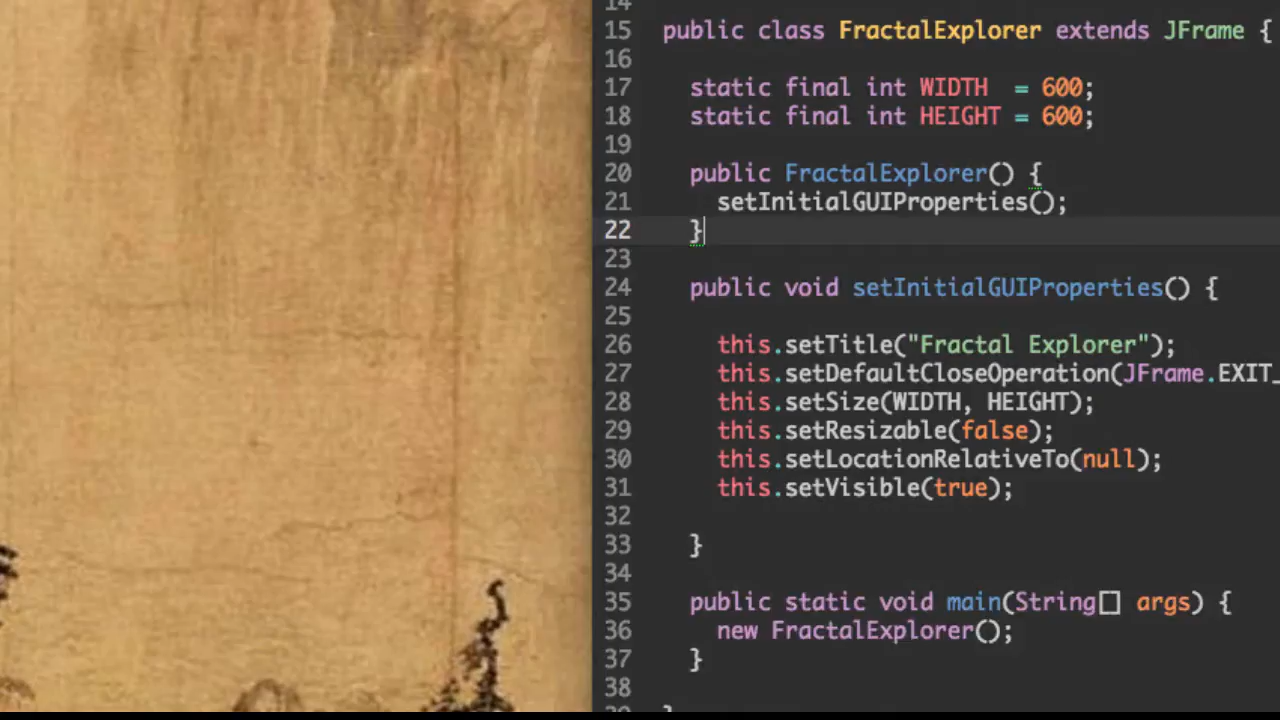 14
15 public class FractalExplorer extends JFrame {
16
17 static final int WIDTH  = 600;
18 static final int HEIGHT = 600;
19
20 public FractalExplorer() {
21 setInitialGUIProperties();
22 }
23
24 public void setInitialGUIProperties() {
25
26 this.setTitle("Fractal Explorer");
27 this.setDefaultCloseOperation(JFrame.EXIT_
28 this.setSize(WIDTH, HEIGHT);
29 this.setResizable(false);
30 this.setLocationRelativeTo(null);
31 this.setVisible(true);
32
33 }
34
35 public static void main(String[] args) {
36 new FractalExplorer();
37 }
38